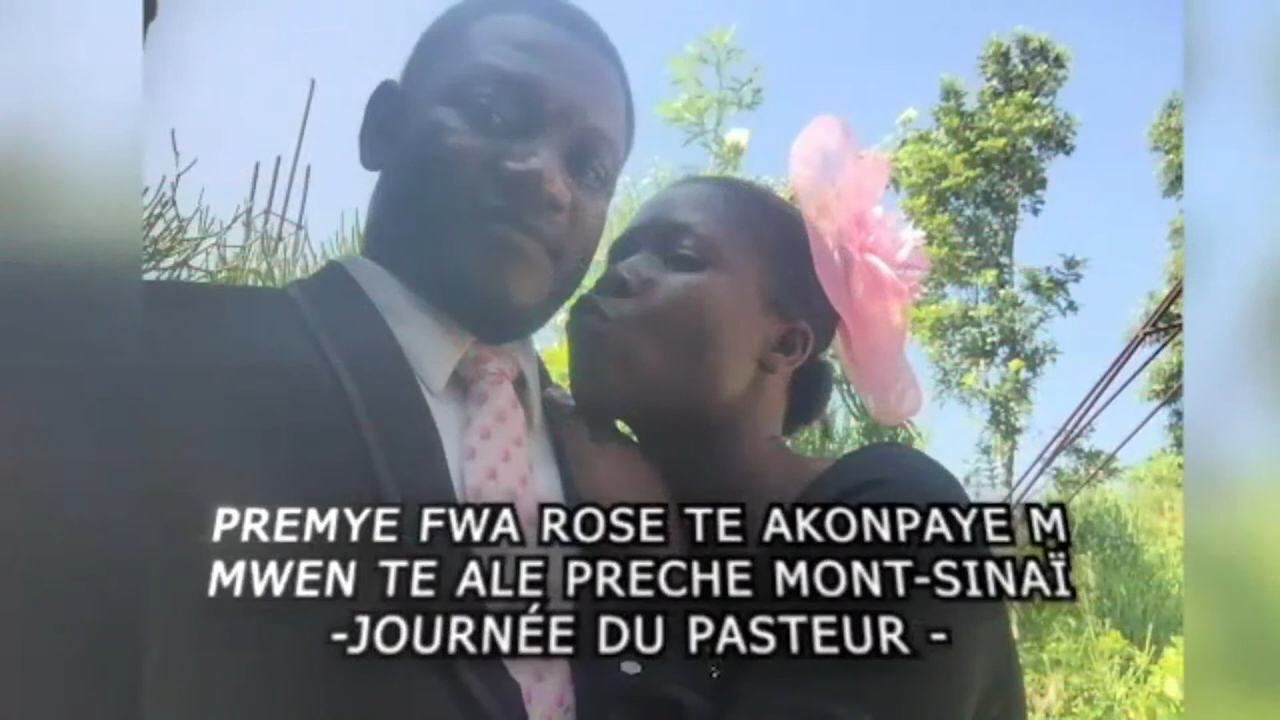 PREMYE FWA ROSE TE AKONPAYE M
MWEN TE ALE PRECHE MONT-SINAÏ
-JOURNÉE DU PASTEUR -